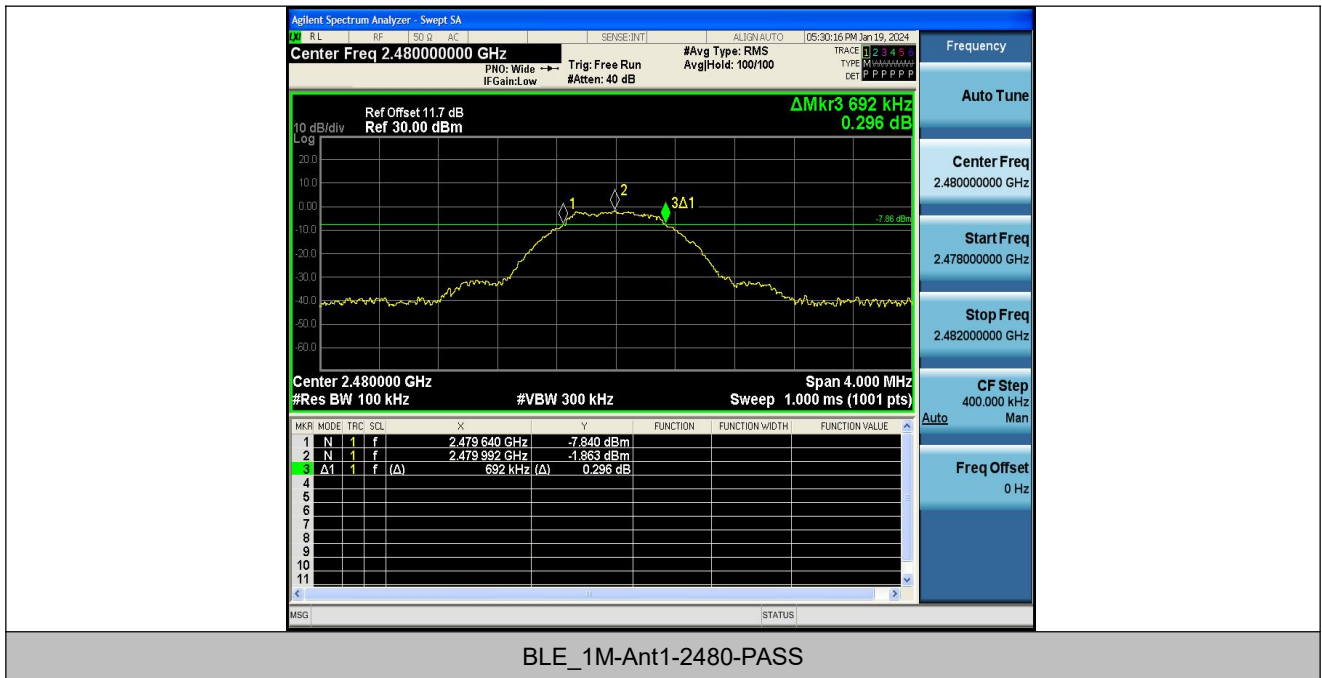 Agilent Spectrum Analyzer - Swept SA
LXI RL RF 50 Ω AC SENSE:INT ALIGNAUTO 05:30:16 PM Jan 19, 2024
Center Freq 2.480000000 GHz
PNO: Wide
IFGain:Low
Trig: Free Run
#Atten: 40 dB
#Avg Type: RMS
Avg|Hold: 100/100
TRACE 1 2 3 4 5 6
TYPE M
DET P P P P P P
ΔMkr3 692 kHz
0.296 dB
Ref Offset 11.7 dB
10 dB/div Ref 30.00 dBm
Log
20.0
10.0
0.00
-10.0
-20.0
-30.0
-40.0
-50.0
-60.0
1
2
3Δ1
-7.86 dBm
Center 2.480000 GHz Span 4.000 MHz
#Res BW 100 kHz #VBW 300 kHz Sweep 1.000 ms (1001 pts)
MKR MODE TRC SCL X Y FUNCTION FUNCTION WIDTH FUNCTION VALUE
1 N 1 f 2.479 640 GHz -7.840 dBm
2 N 1 f 2.479 992 GHz -1.863 dBm
3 Δ1 1 f (Δ) 692 kHz (Δ) 0.296 dB
4
5
6
7
8
9
10
11
MSG STATUS
Frequency
Auto Tune
Center Freq
2.480000000 GHz
Start Freq
2.478000000 GHz
Stop Freq
2.482000000 GHz
CF Step
400.000 kHz
Auto Man
Freq Offset
0 Hz
BLE_1M-Ant1-2480-PASS